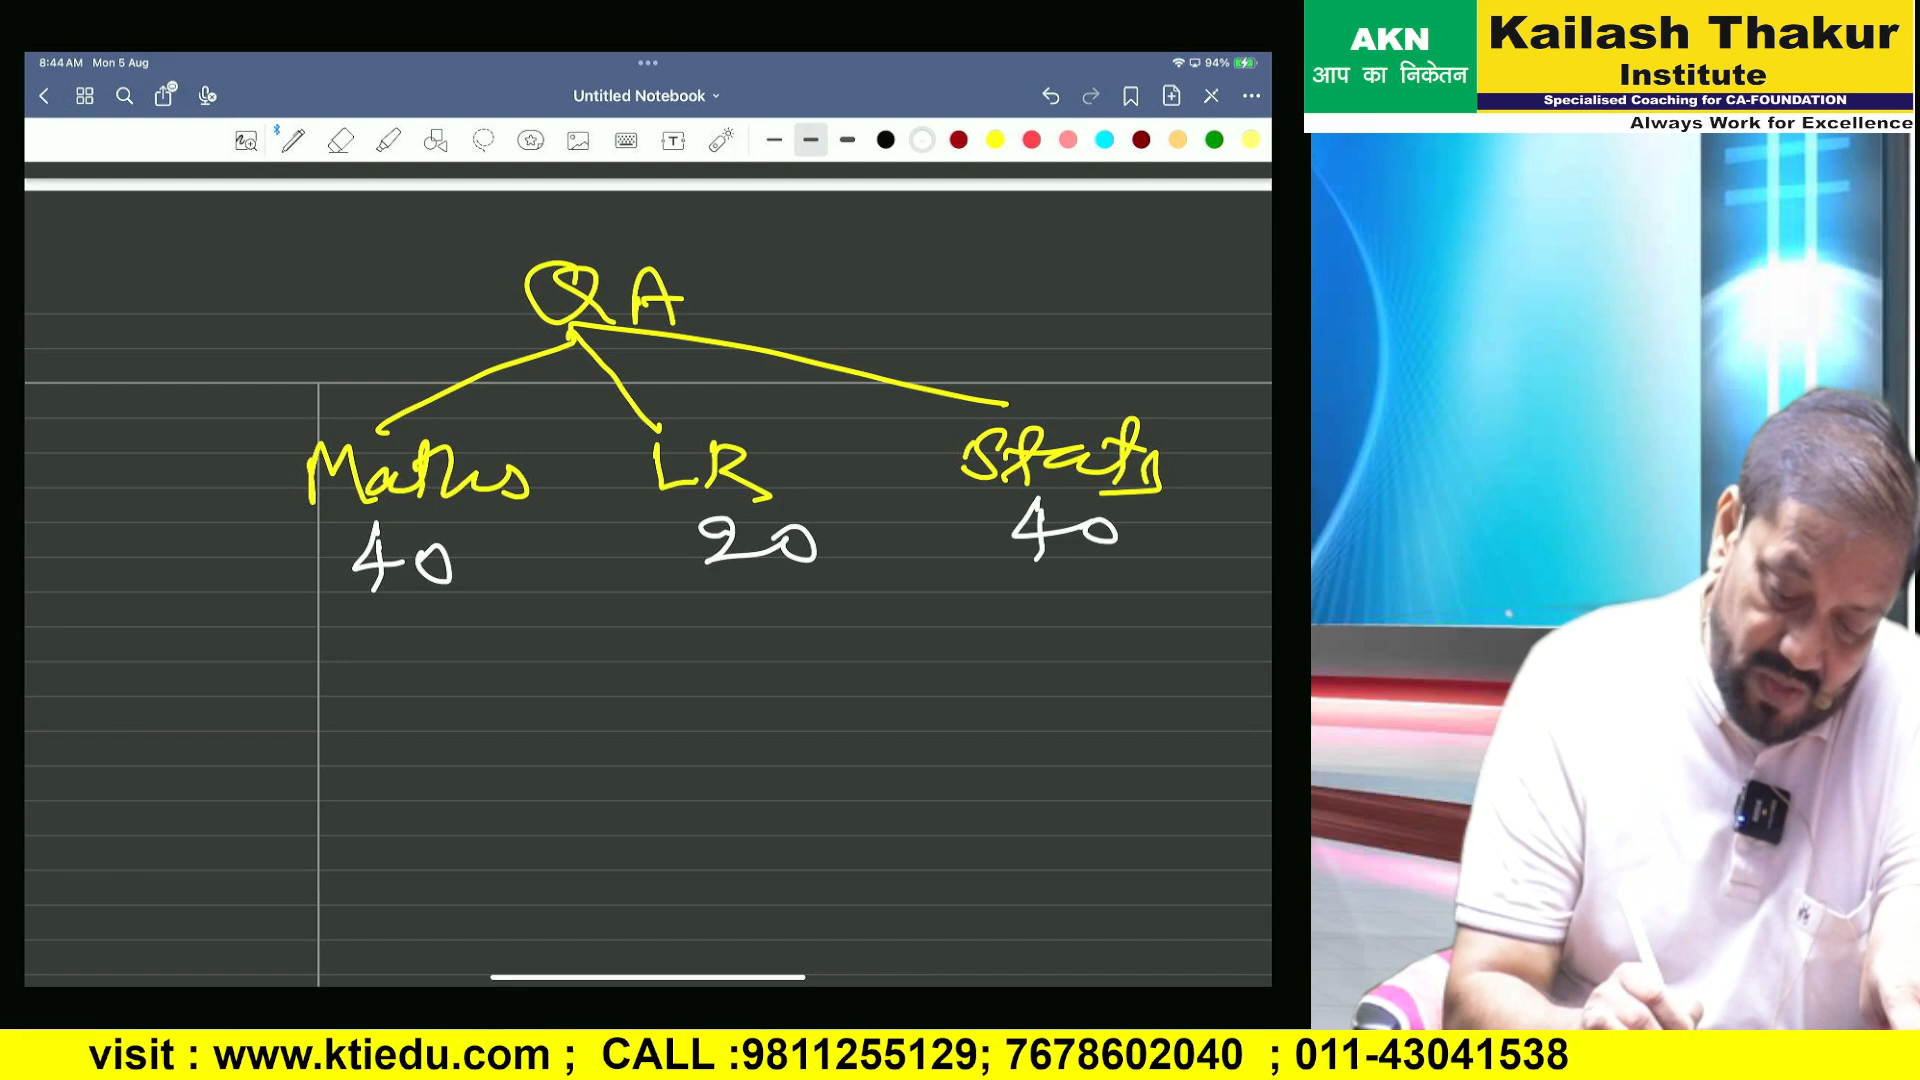 8:44 AM Mon 5 Aug
94%
Untitled Notebook
T
AKN
आप का निकेतन
Kailash Thakur
Institute
Specialised Coaching for CA-FOUNDATION
Always Work for Excellence
QA
Maths LR Stats
40 20 40
visit : www.ktiedu.com ; CALL :9811255129; 7678602040 ; 011-43041538